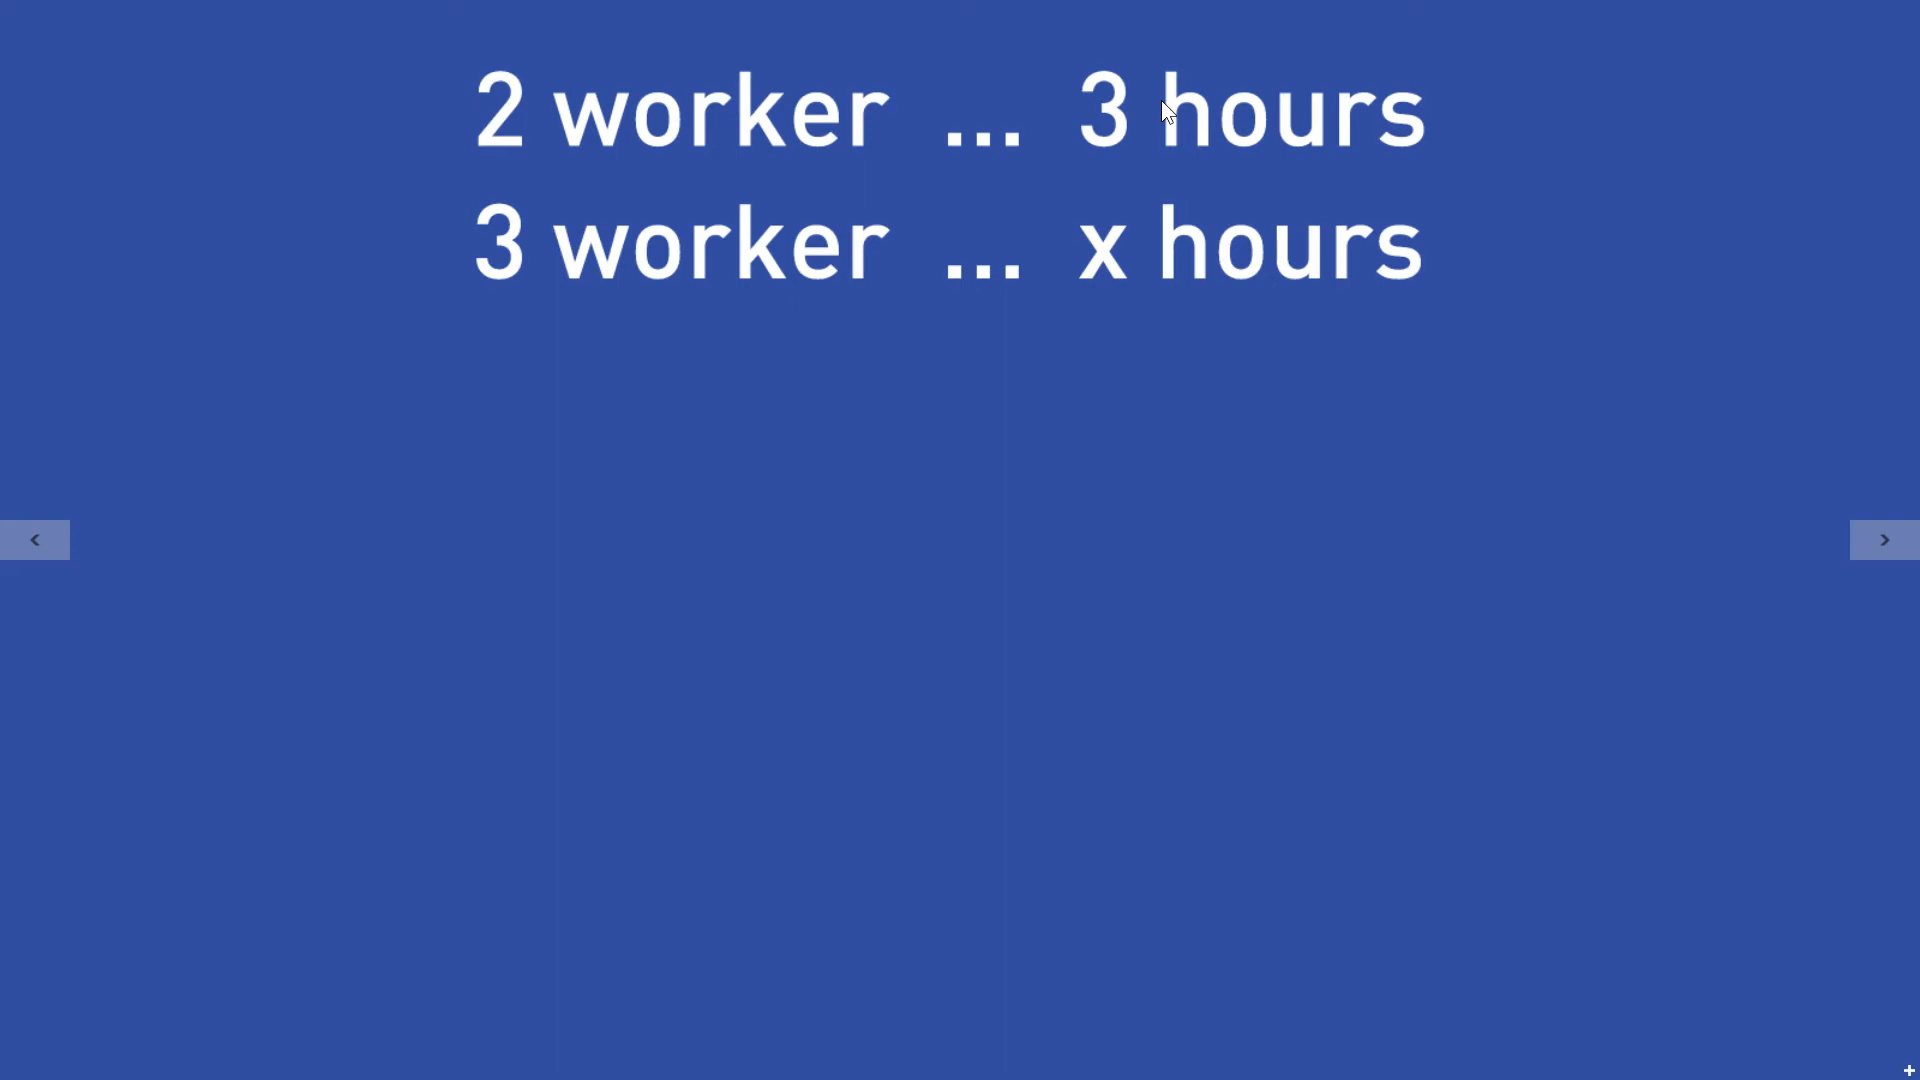 2 worker ... 3 hours
3 worker ... x hours
<
>
+